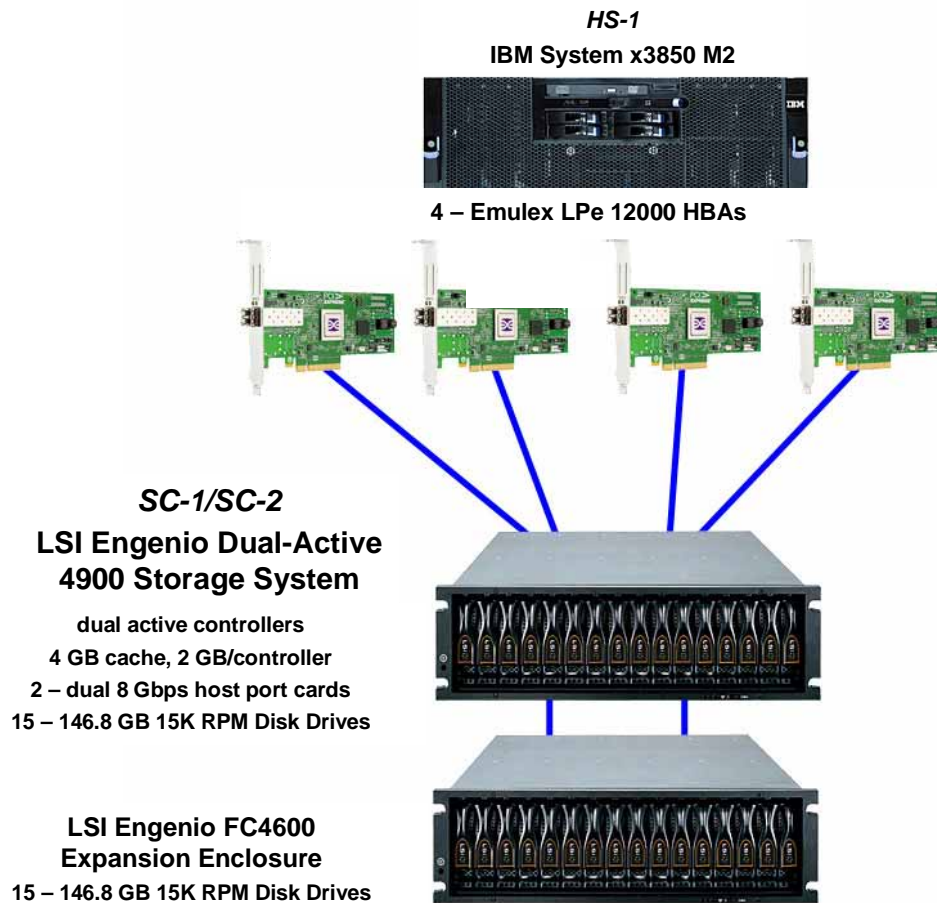 HS-1
IBM System x3850 M2
IBM
4 – Emulex LPe 12000 HBAs
SC-1/SC-2
LSI Engenio Dual-Active
4900 Storage System
dual active controllers
4 GB cache, 2 GB/controller
2 – dual 8 Gbps host port cards
15 – 146.8 GB 15K RPM Disk Drives
LSI Engenio FC4600
Expansion Enclosure
15 – 146.8 GB 15K RPM Disk Drives